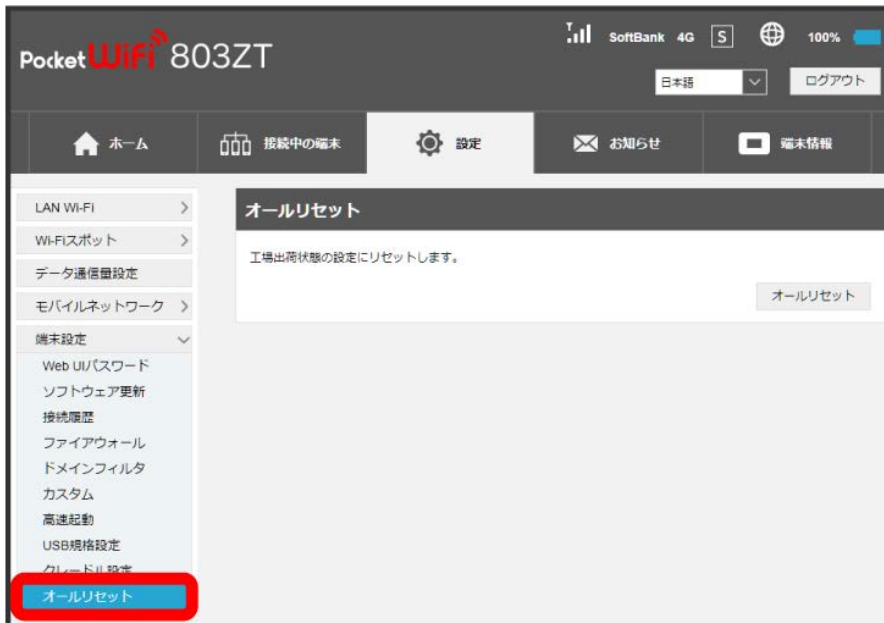 SoftBank 4G S 100%
Pocket WiFi 803ZT
日本語 ログアウト
ホーム 接続中の端末 設定 お知らせ 端末情報
LAN Wi-Fi
オールリセット
Wi-Fiスポット
工場出荷状態の設定にリセットします。
データ通信量設定
オールリセット
モバイルネットワーク
端末設定
Web UIパスワード
ソフトウェア更新
接続履歴
ファイアウォール
ドメインフィルタ
カスタム
高速起動
USB規格設定
クレードル設定
オールリセット